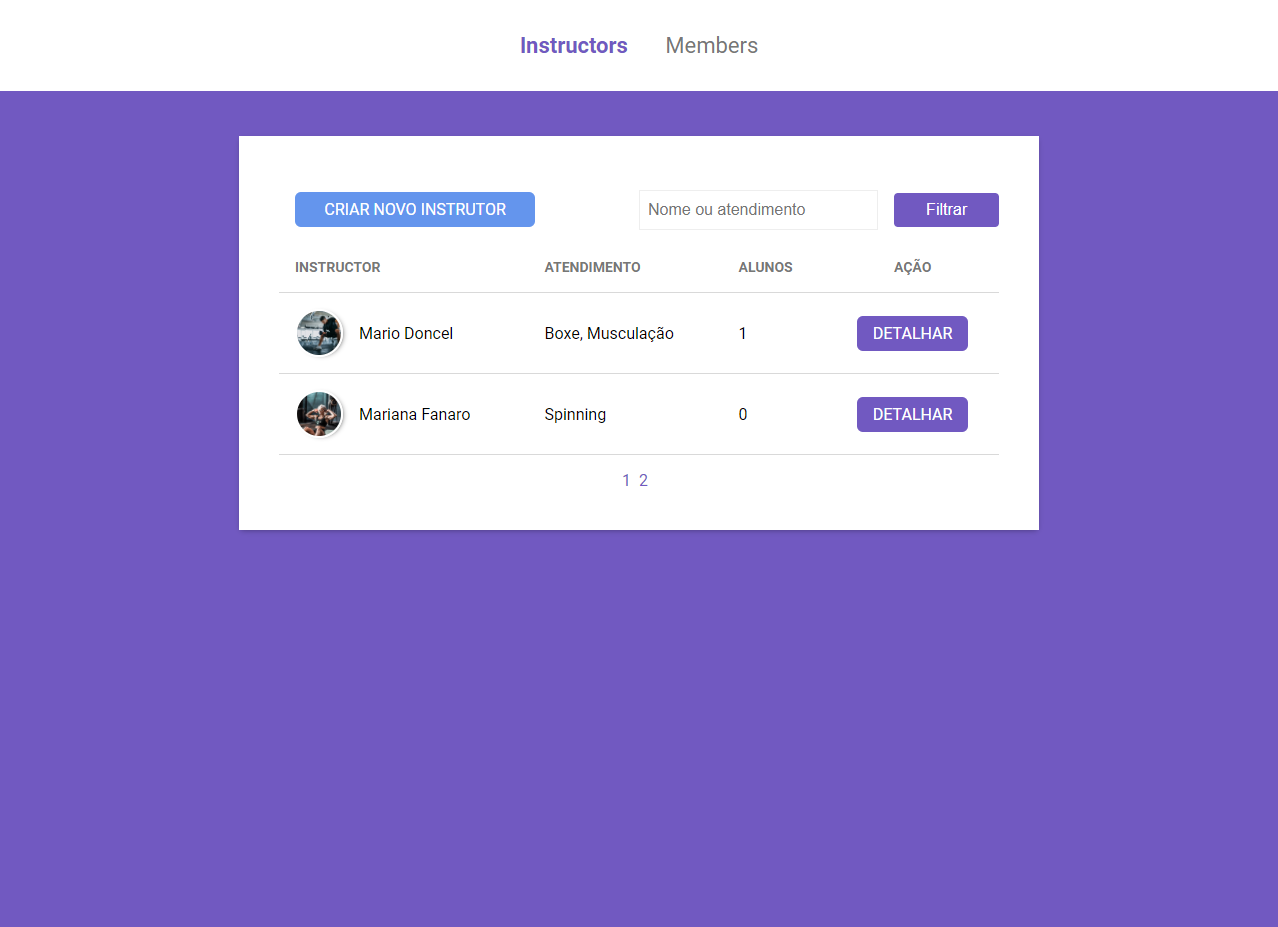 Instructors Members
CRIAR NOVO INSTRUTOR Nome ou atendimento Filtrar
INSTRUCTOR ATENDIMENTO ALUNOS AÇÃO
Mario Doncel Boxe, Musculação 1 DETALHAR
Mariana Fanaro Spinning 0 DETALHAR
1 2